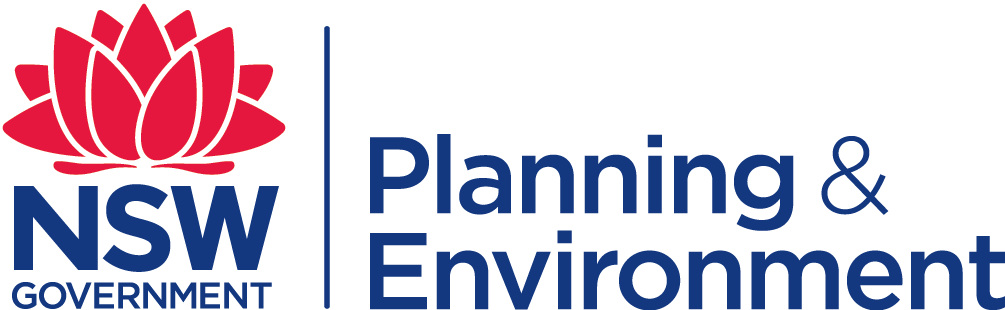 NSW
GOVERNMENT
Planning &
Environment